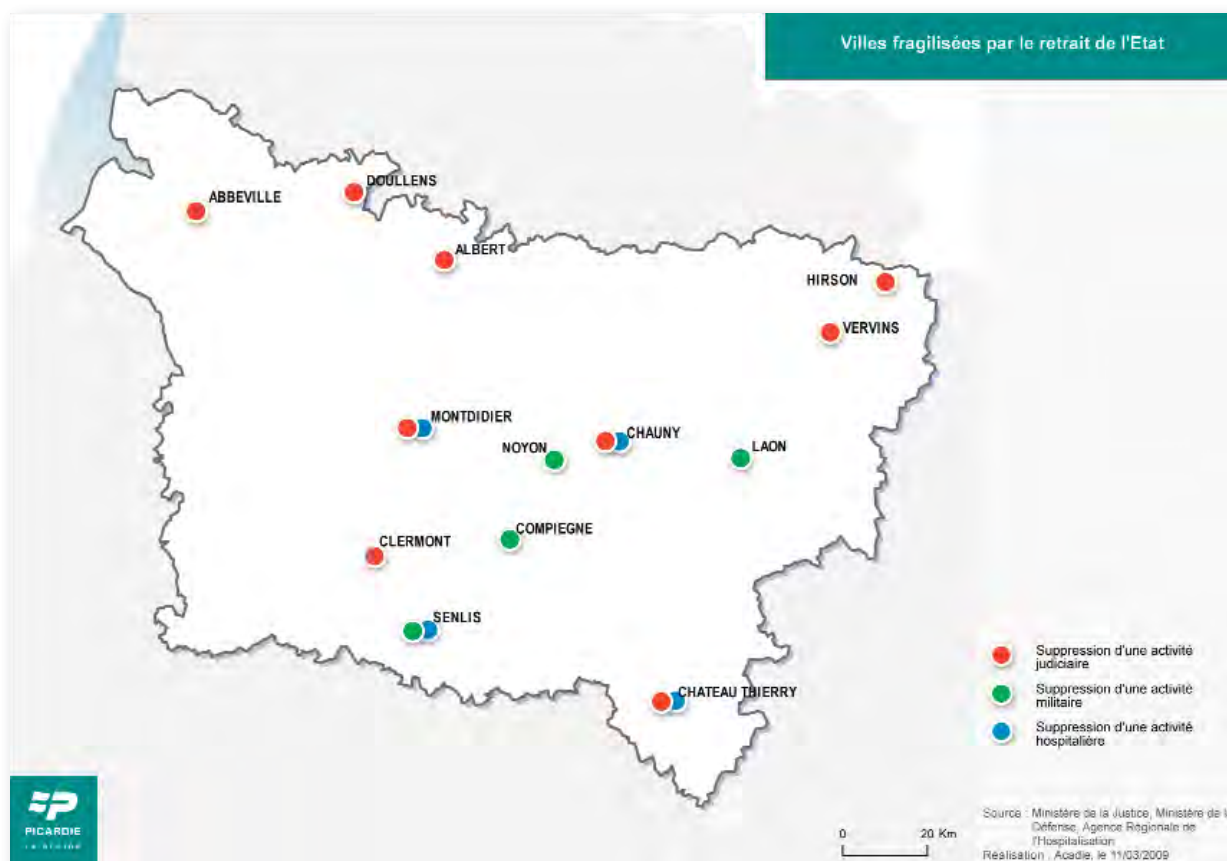 Villes fragilisées par le retrait de l'Etat
DOULLENS
ABBEVILLE
ALBERT
HIRSON
VERVINS
MONTDIDIER
CHAUNY
NOYON
LAON
COMPIEGNE
CLERMONT
SENLIS
CHATEAU THIERRY
Suppression d'une activité
judiciaire
Suppression d'une activité
militaire
Suppression d'une activité
hospitalière
PICARDIE
LA RÉGION
0 20 Km
Source : Ministère de la Justice, Ministère de l
Défense, Agence Régionale de
l'Hospitalisation
Réalisation : Acadie, le 11/03/2009